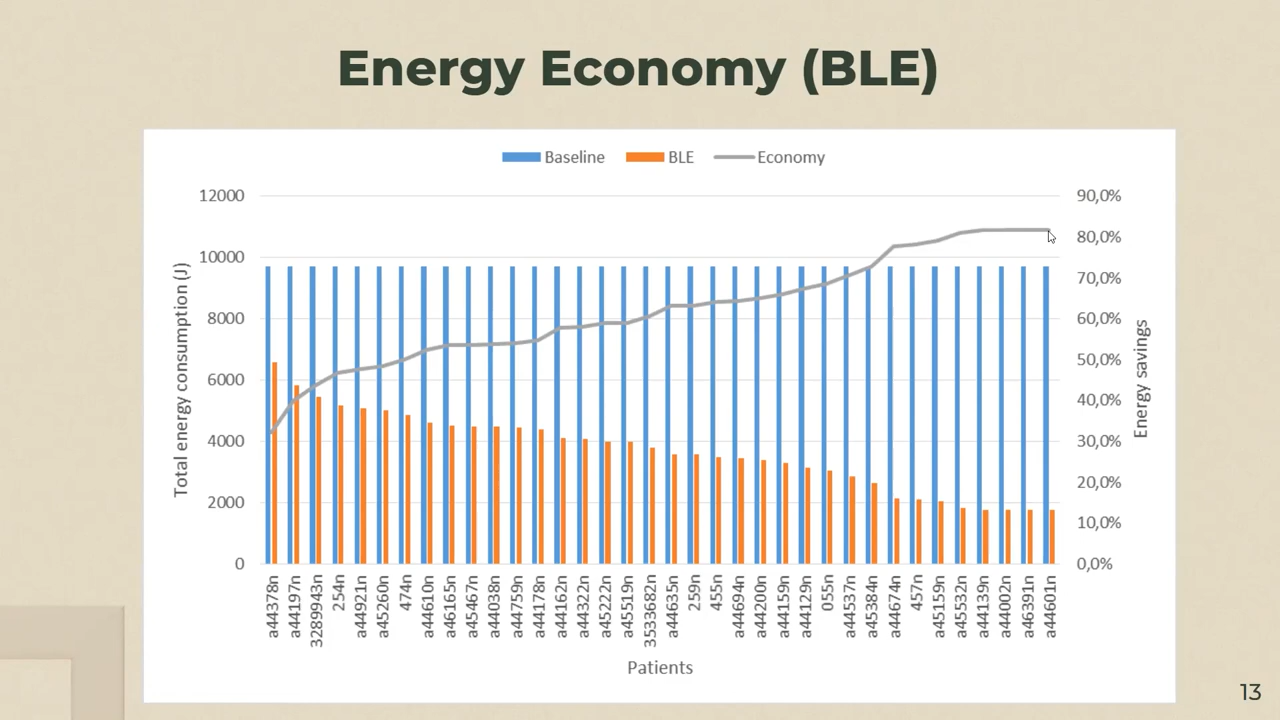 Energy Economy (BLE)
Baseline BLE Economy
12000
10000
8000
6000
4000
2000
0
Total energy consumption (J)
90,0%
80,0%
70,0%
60,0%
50,0%
40,0%
30,0%
20,0%
10,0%
0,0%
Energy savings
a44378n
a44197n
3289943n
254n
a44921n
a45260n
474n
a44610n
a46165n
a45467n
a44038n
a44759n
a44178n
a44162n
a44322n
a45222n
a45519n
3533682n
a44635n
259n
455n
a44694n
a44200n
a44159n
a44129n
055n
a44537n
a45384n
a44674n
457n
a45159n
a45532n
a44139n
a44002n
a46391n
a44601n
Patients
13